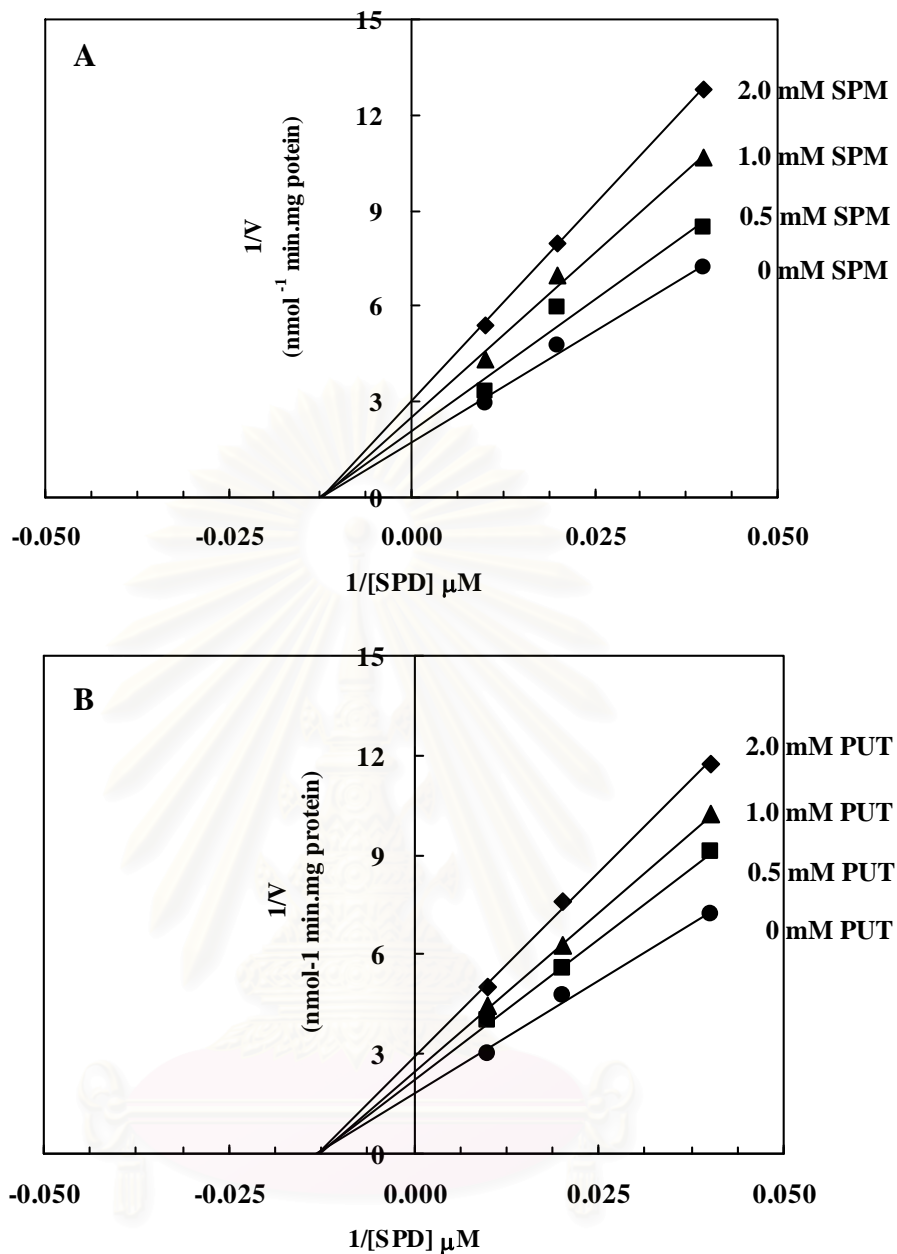 A
15
12
9
6
3
0
1/V
(nmol -1 min.mg potein)
2.0 mM SPM
1.0 mM SPM
0.5 mM SPM
0 mM SPM
-0.050 -0.025 0.000 0.025 0.050
1/[SPD] μM
B
15
12
9
6
3
0
1/V
(nmol-1 min.mg protein)
2.0 mM PUT
1.0 mM PUT
0.5 mM PUT
0 mM PUT
-0.050 -0.025 0.000 0.025 0.050
1/[SPD] μM